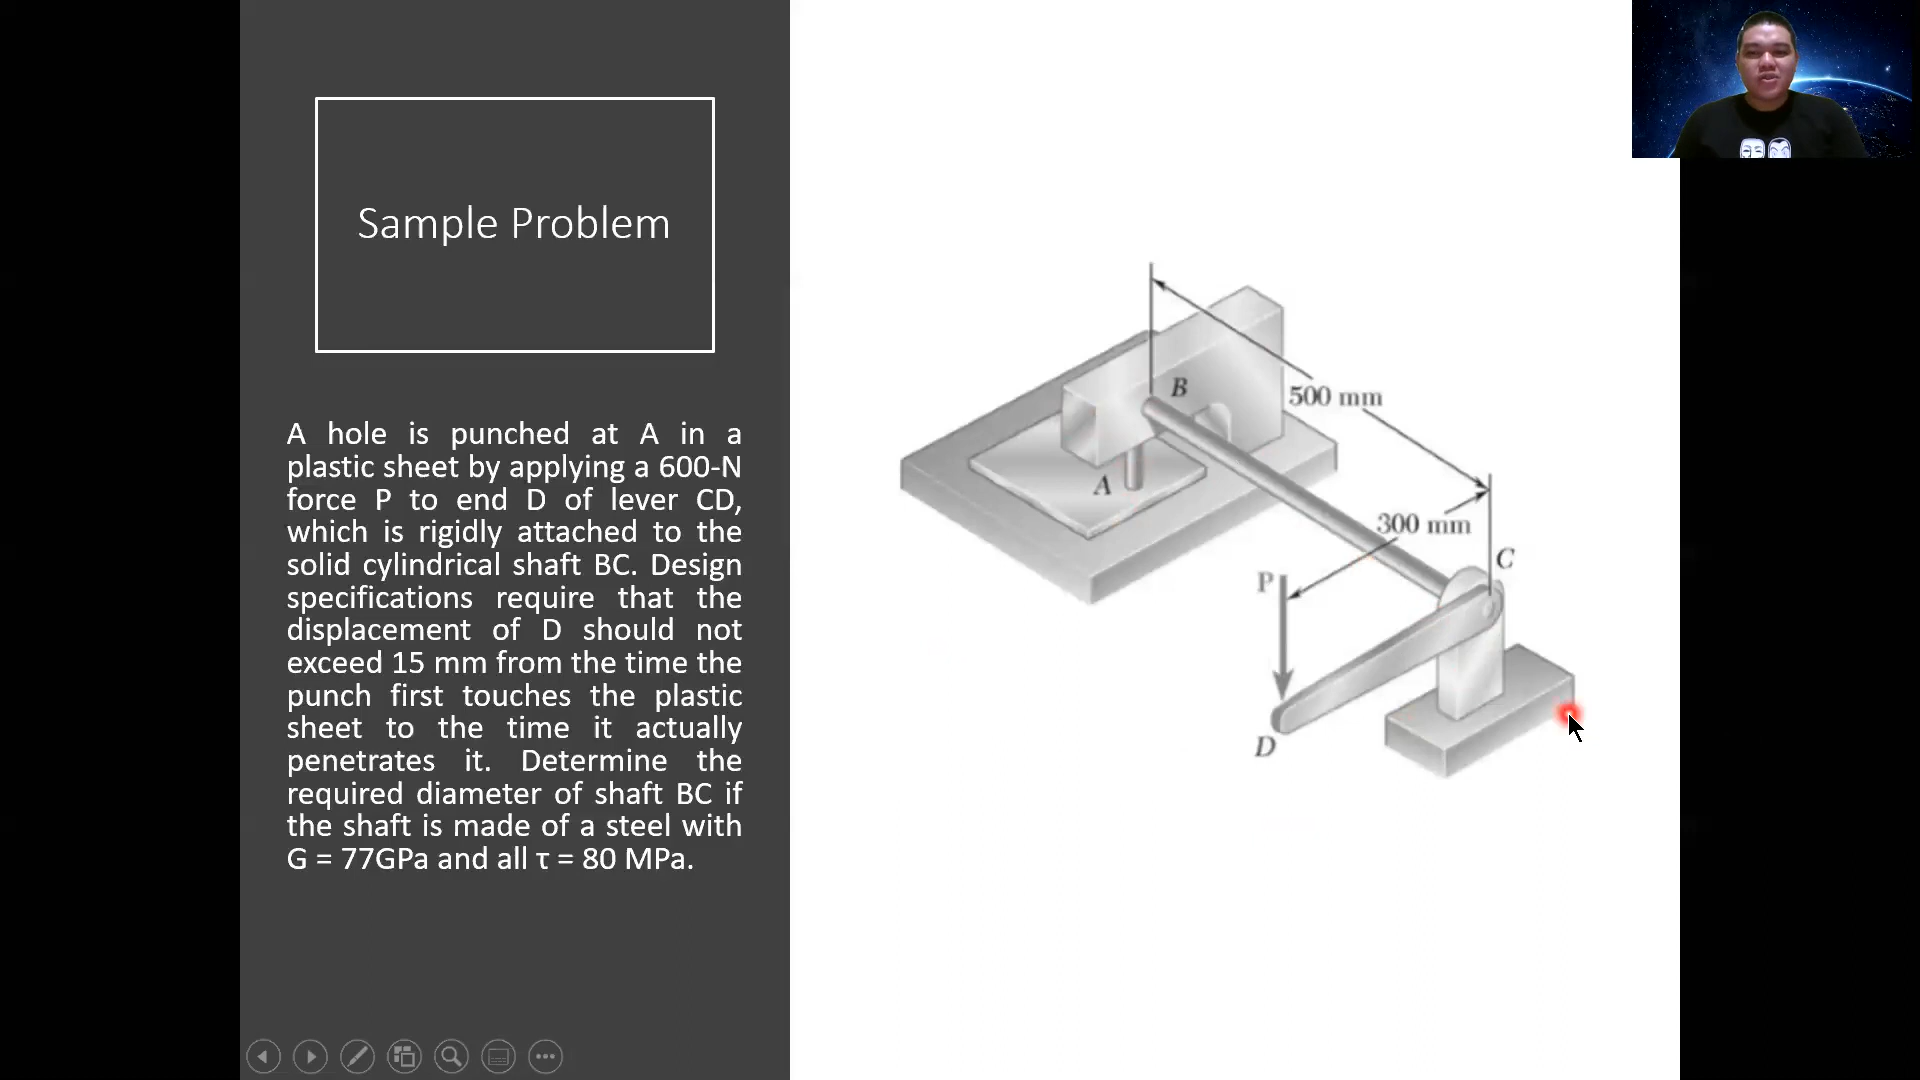 Sample Problem
A hole is punched at A in a
plastic sheet by applying a 600-N
force P to end D of lever CD,
which is rigidly attached to the
solid cylindrical shaft BC. Design
specifications require that the
displacement of D should not
exceed 15 mm from the time the
punch first touches the plastic
sheet to the time it actually
penetrates it. Determine the
required diameter of shaft BC if
the shaft is made of a steel with
G = 77GPa and all τ = 80 MPa.
B
500 mm
A
300 mm
C
P
D